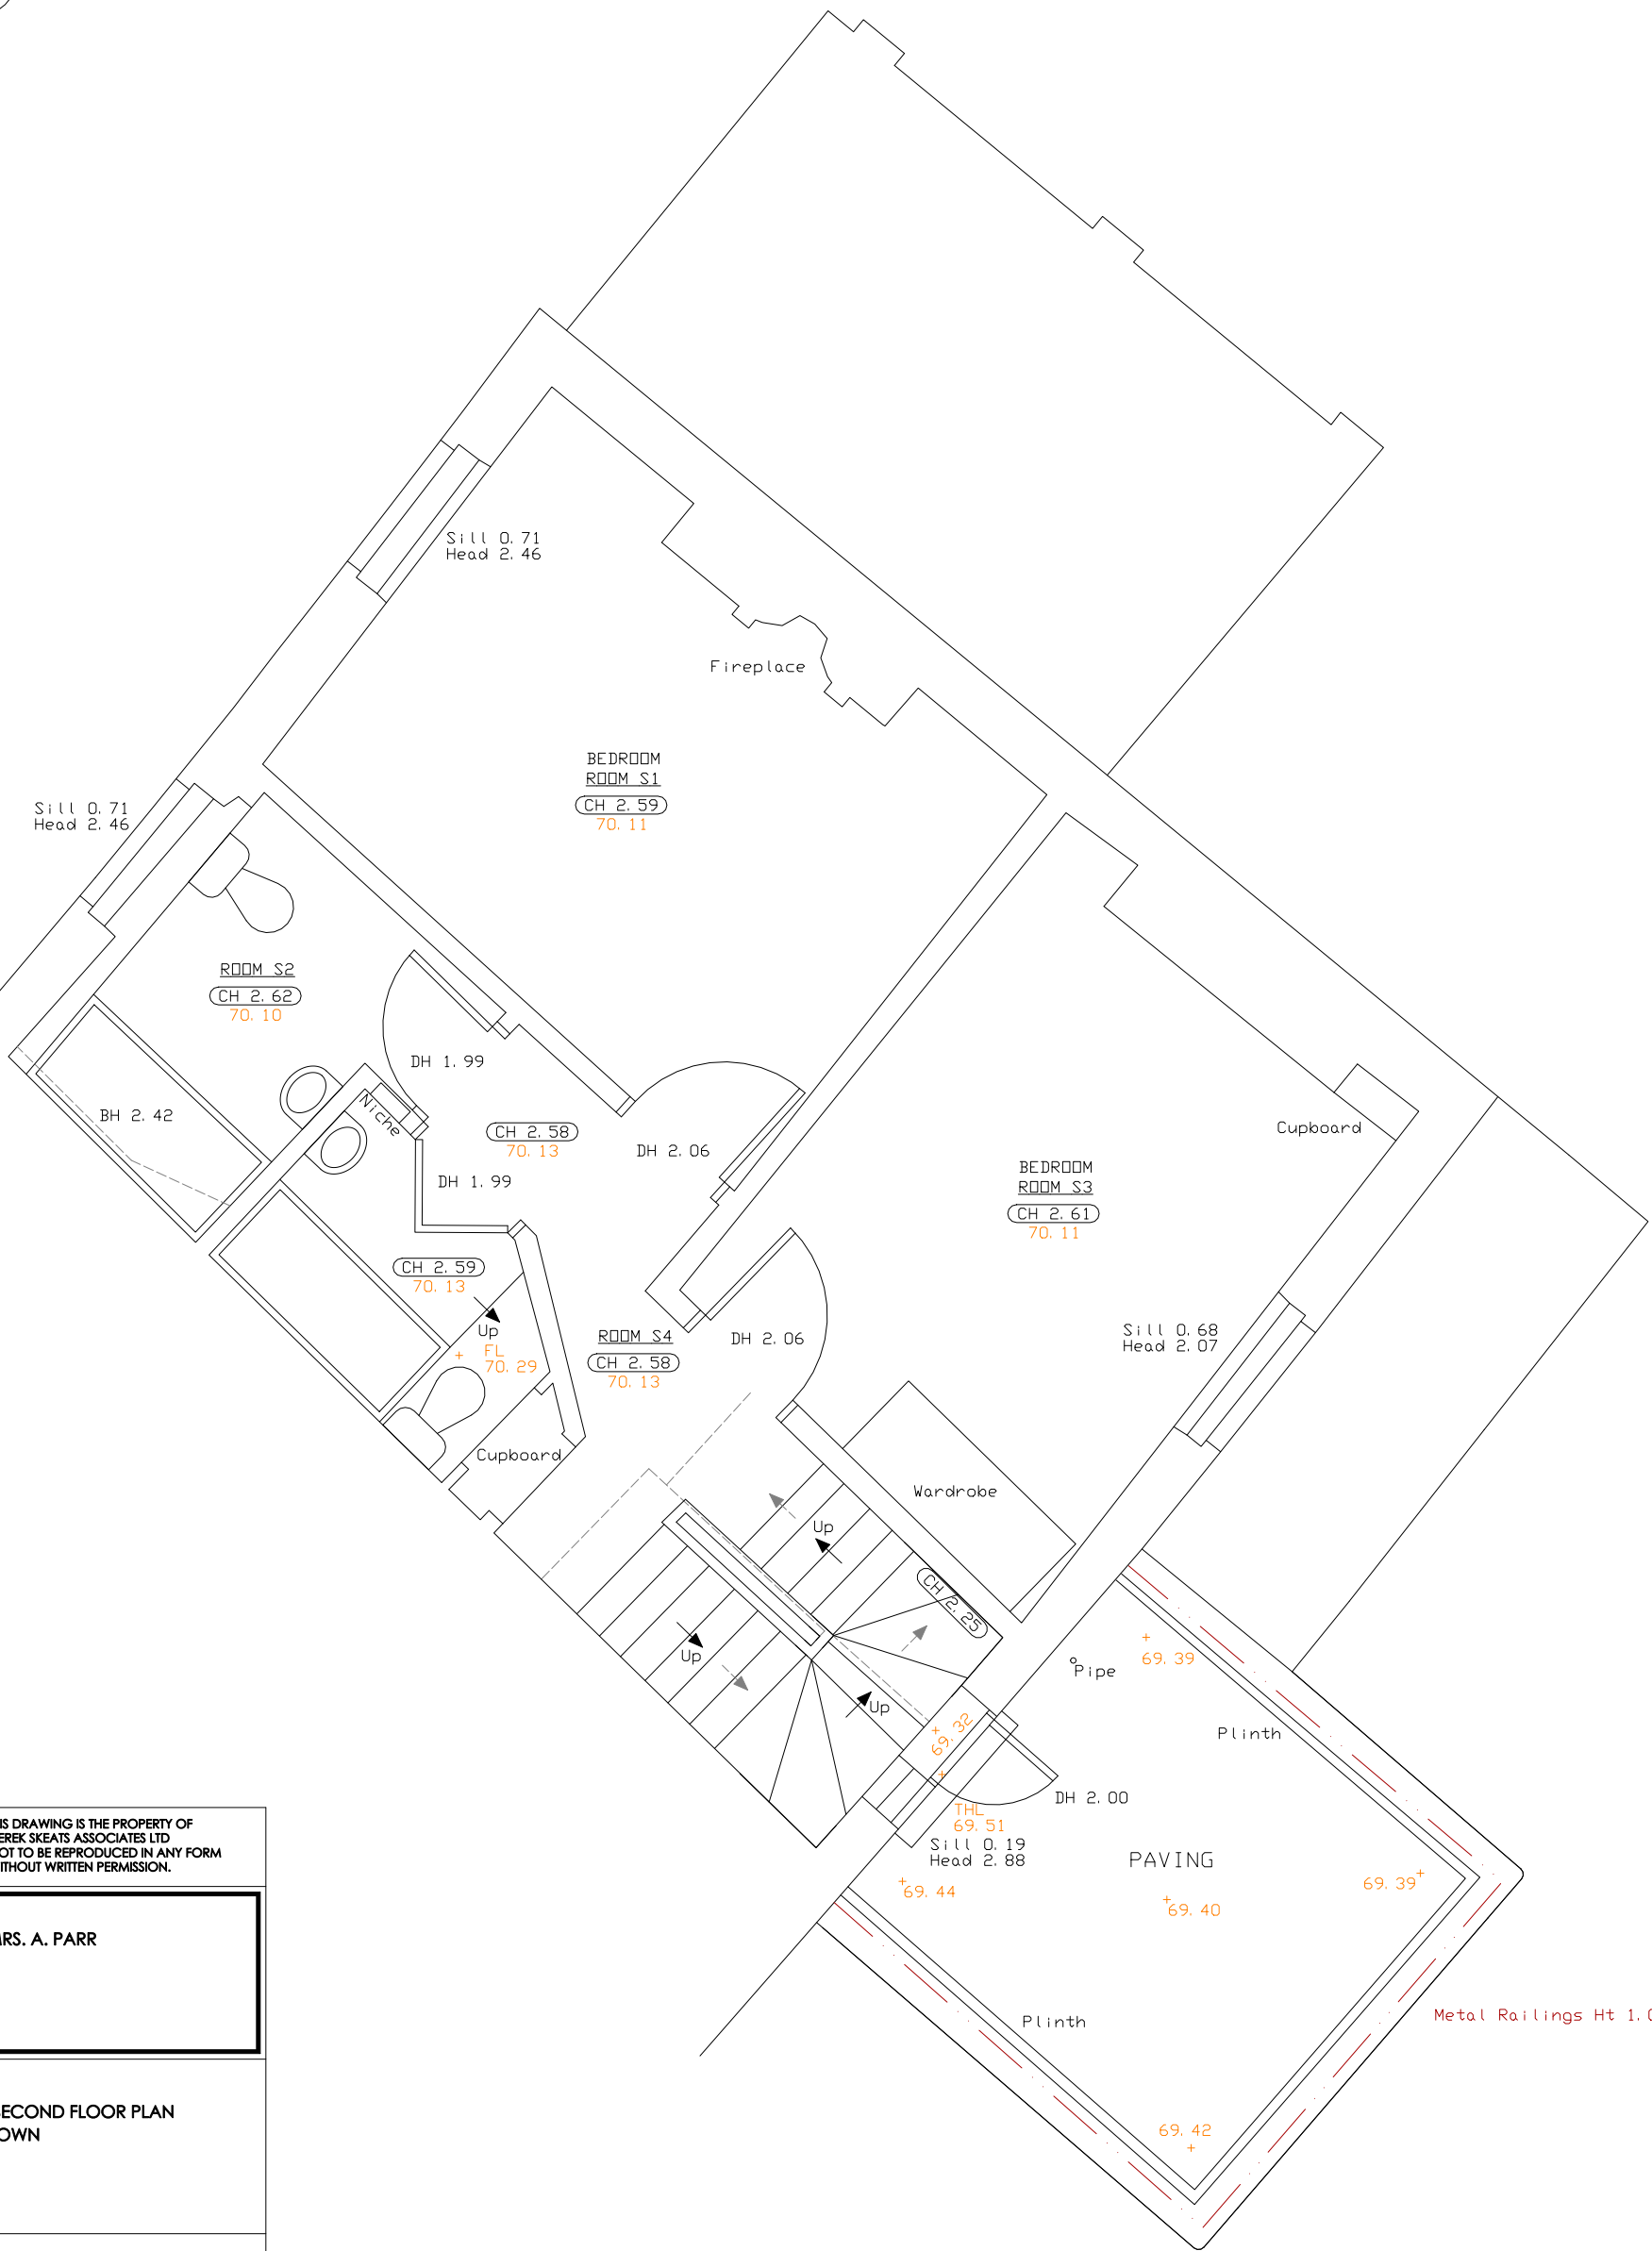 Sill 0.71
Head 2.46
Fireplace
BEDROOM
ROOM S1
CH 2.59
70.11
Sill 0.71
Head 2.46
ROOM S2
CH 2.62
70.10
DH 1.99
BH 2.42
Niche
CH 2.58
70.13
DH 2.06
Cupboard
DH 1.99
BEDROOM
ROOM S3
CH 2.61
70.11
CH 2.59
70.13
Up
FL
70.29
ROOM S4
CH 2.58
70.13
DH 2.06
Sill 0.68
Head 2.07
Cupboard
Wardrobe
Up
CH 2.25
Up
Up
69.39
Pipe
Plinth
69.32
DH 2.00
THL
69.51
Sill 0.19
Head 2.88
PAVING
69.44
69.40
69.39
Plinth
Metal Railings Ht 1.
69.42
IS DRAWING IS THE PROPERTY OF
EREK SKEATS ASSOCIATES LTD
OT TO BE REPRODUCED IN ANY FORM
ITHOUT WRITTEN PERMISSION.
RS. A. PARR
ECOND FLOOR PLAN
OWN